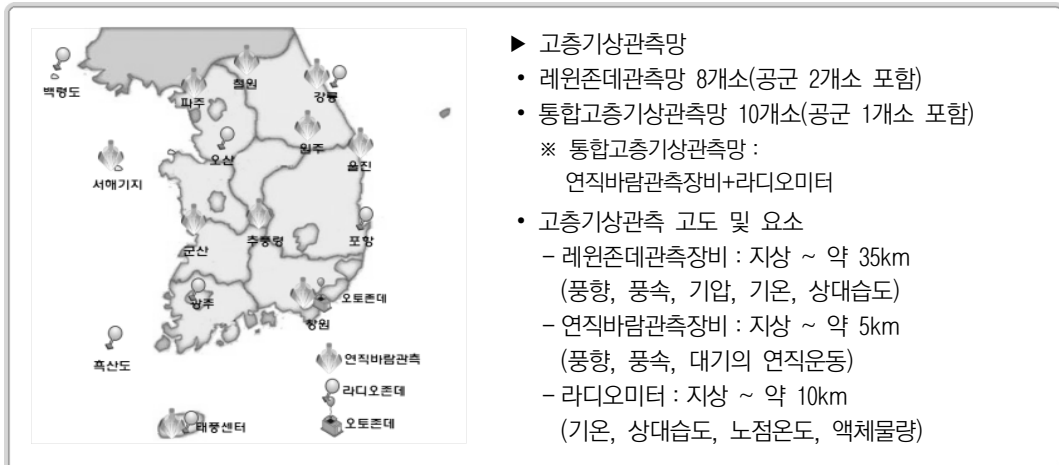 백령도
철원
파주
강릉
오산
원주
울진
서해기지
군산
추풍령
포항
광주
오토존데
창원
흑산도
연직바람관측
라디오존데
태풍센터
오토존데
▶ 고층기상관측망
• 레윈존데관측망 8개소(공군 2개소 포함)
• 통합고층기상관측망 10개소(공군 1개소 포함)
※ 통합고층기상관측망 :
연직바람관측장비+라디오미터
• 고층기상관측 고도 및 요소
- 레윈존데관측장비 : 지상 ~ 약 35km
(풍향, 풍속, 기압, 기온, 상대습도)
- 연직바람관측장비 : 지상 ~ 약 5km
(풍향, 풍속, 대기의 연직운동)
- 라디오미터 : 지상 ~ 약 10km
(기온, 상대습도, 노점온도, 액체물량)